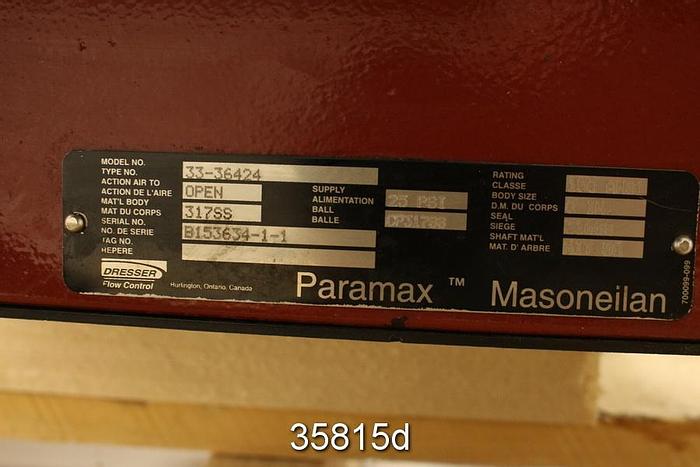 MODEL NO.
TYPE NO. 33-36424
ACTION AIR TO
ACTION DE L'AIRE OPEN
MAT'L BODY
MAT DU CORPS 317SS
SERIAL NO.
NO. DE SERIE B153634-1-1
TAG NO.
REPERE
SUPPLY
ALIMENTATION 25 PSI
BALL
BALLE
RATING
CLASSE
BODY SIZE
D.M. DU CORPS
SEAL
SIEGE
SHAFT MAT'L
MAT. D' ARBRE
DRESSER
Flow Control
Burlington, Ontario, Canada
Paramax ™ Masoneilan
700099-099
35815d